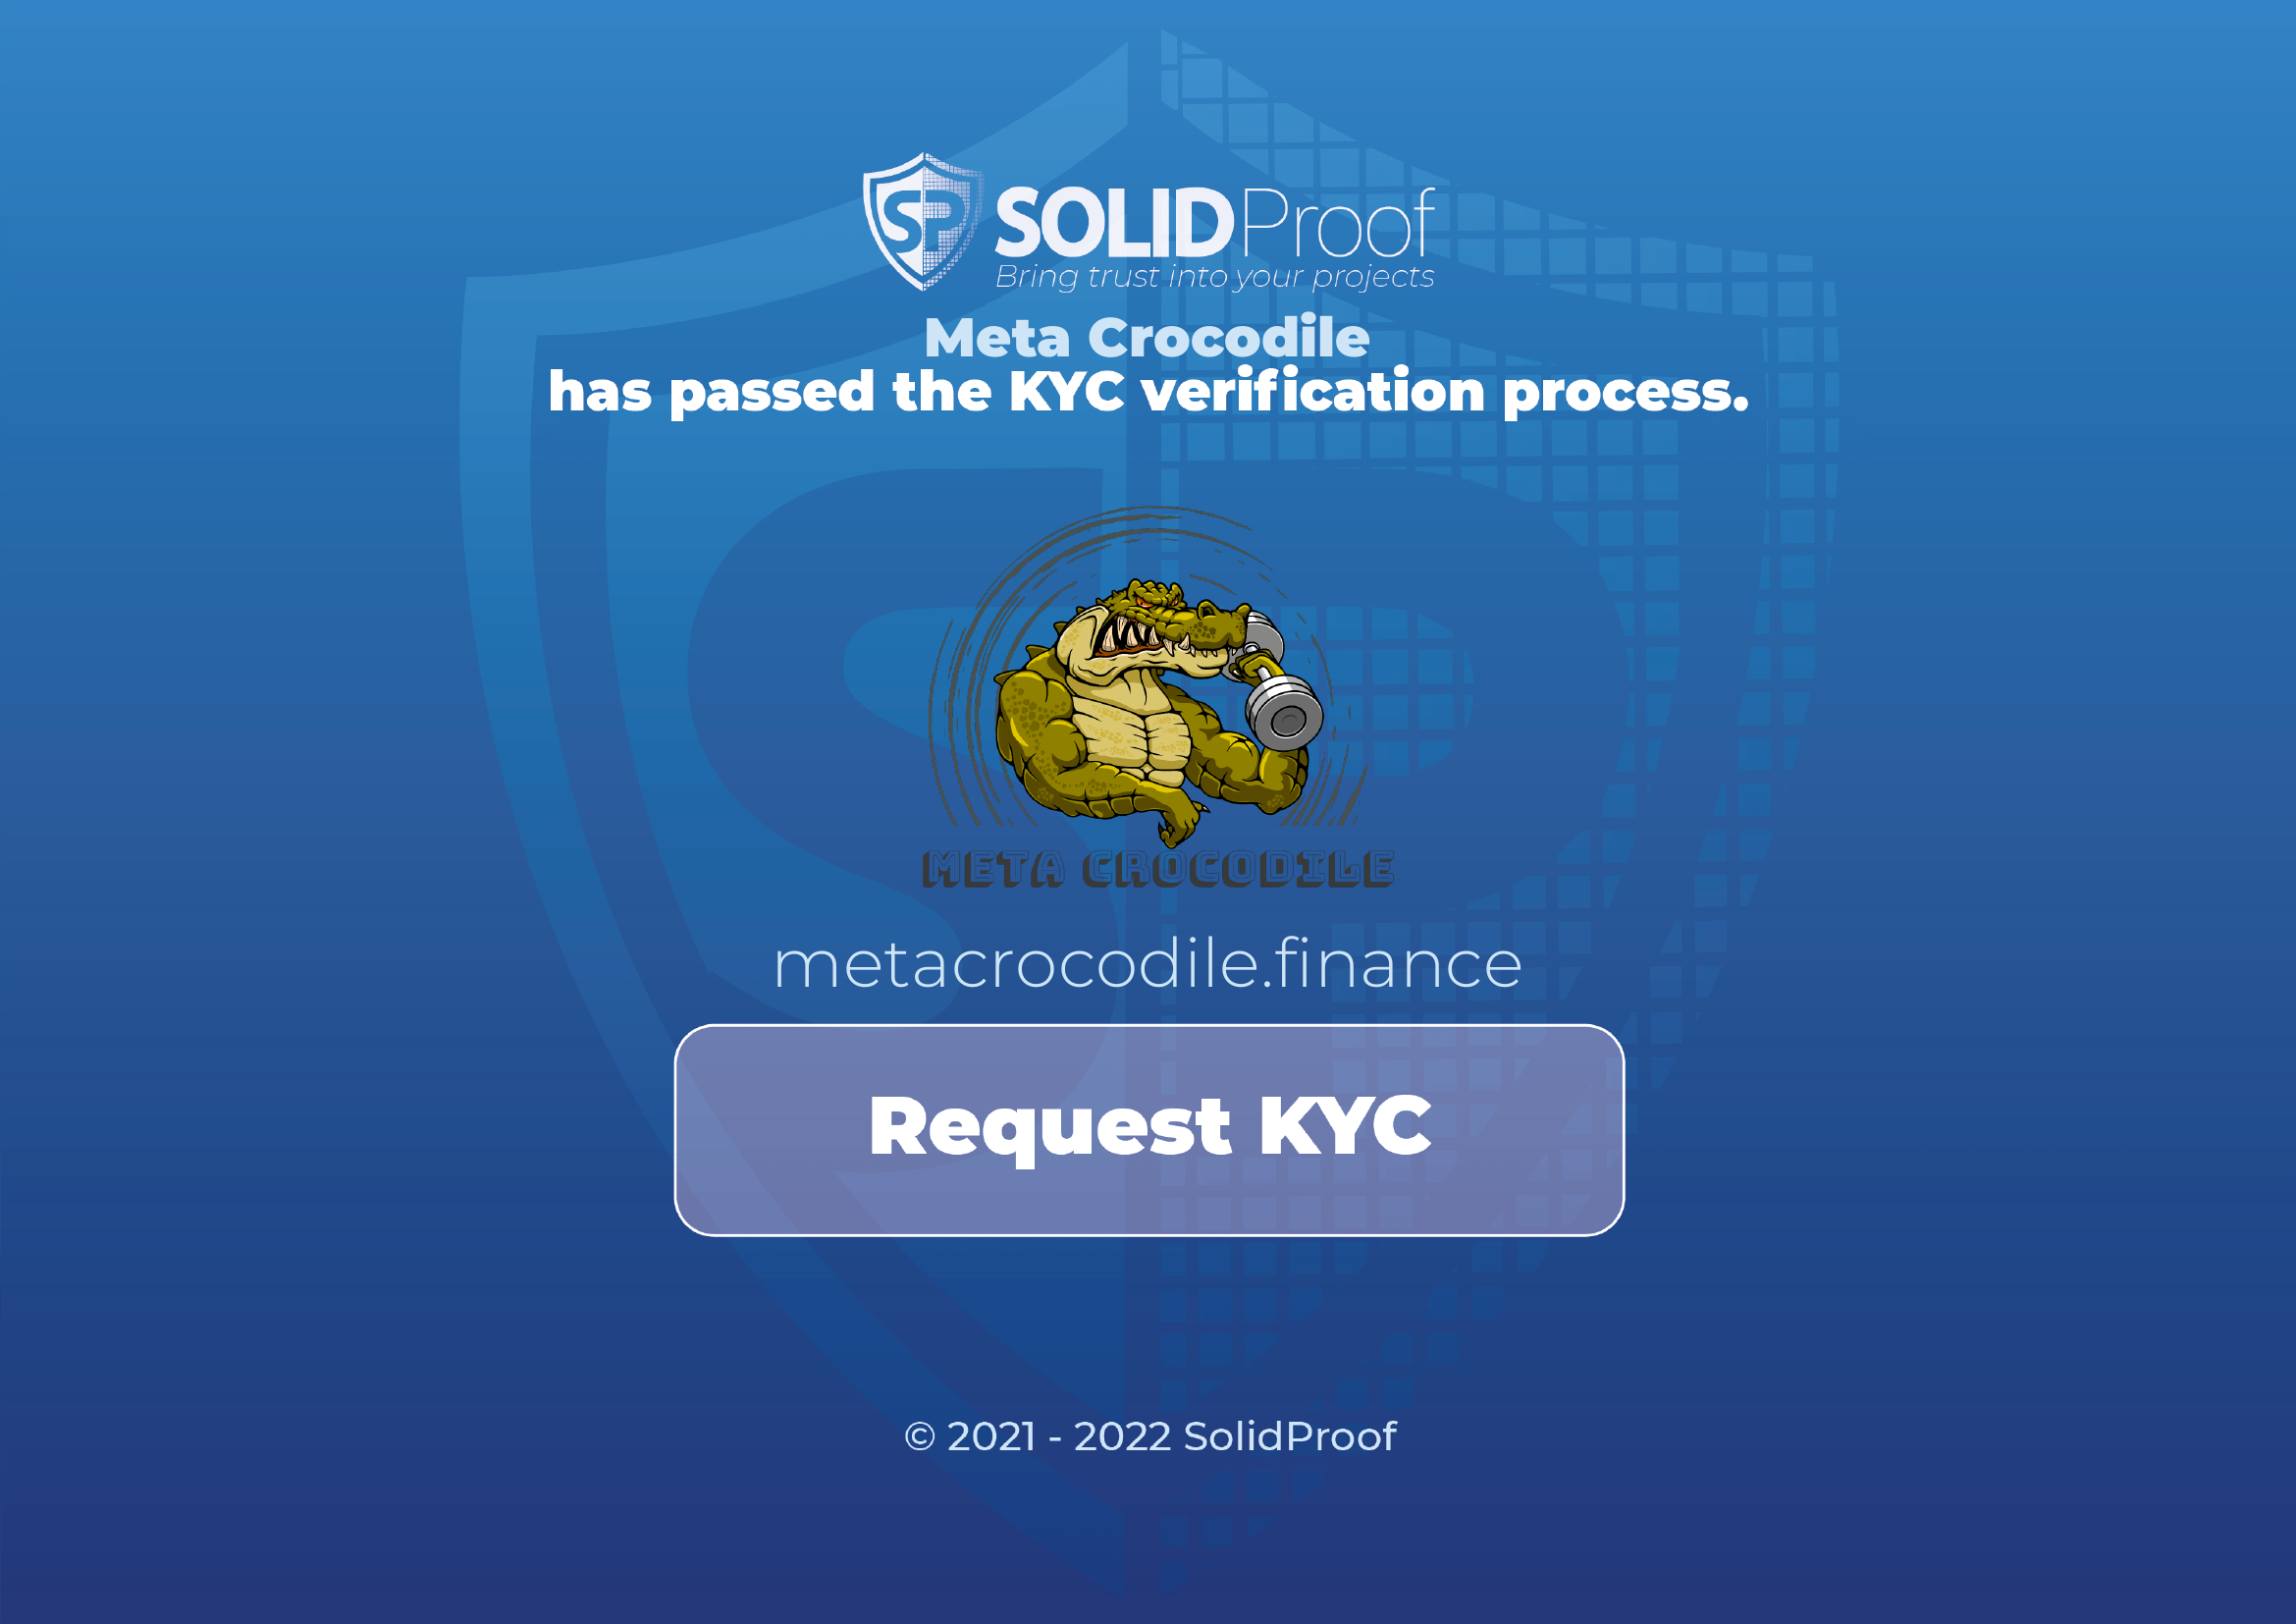 SP SOLIDProof
Bring trust into your projects
Meta Crocodile
has passed the KYC verification process.
META CROCODILE
metacrocodile.finance
Request KYC
© 2021 - 2022 SolidProof